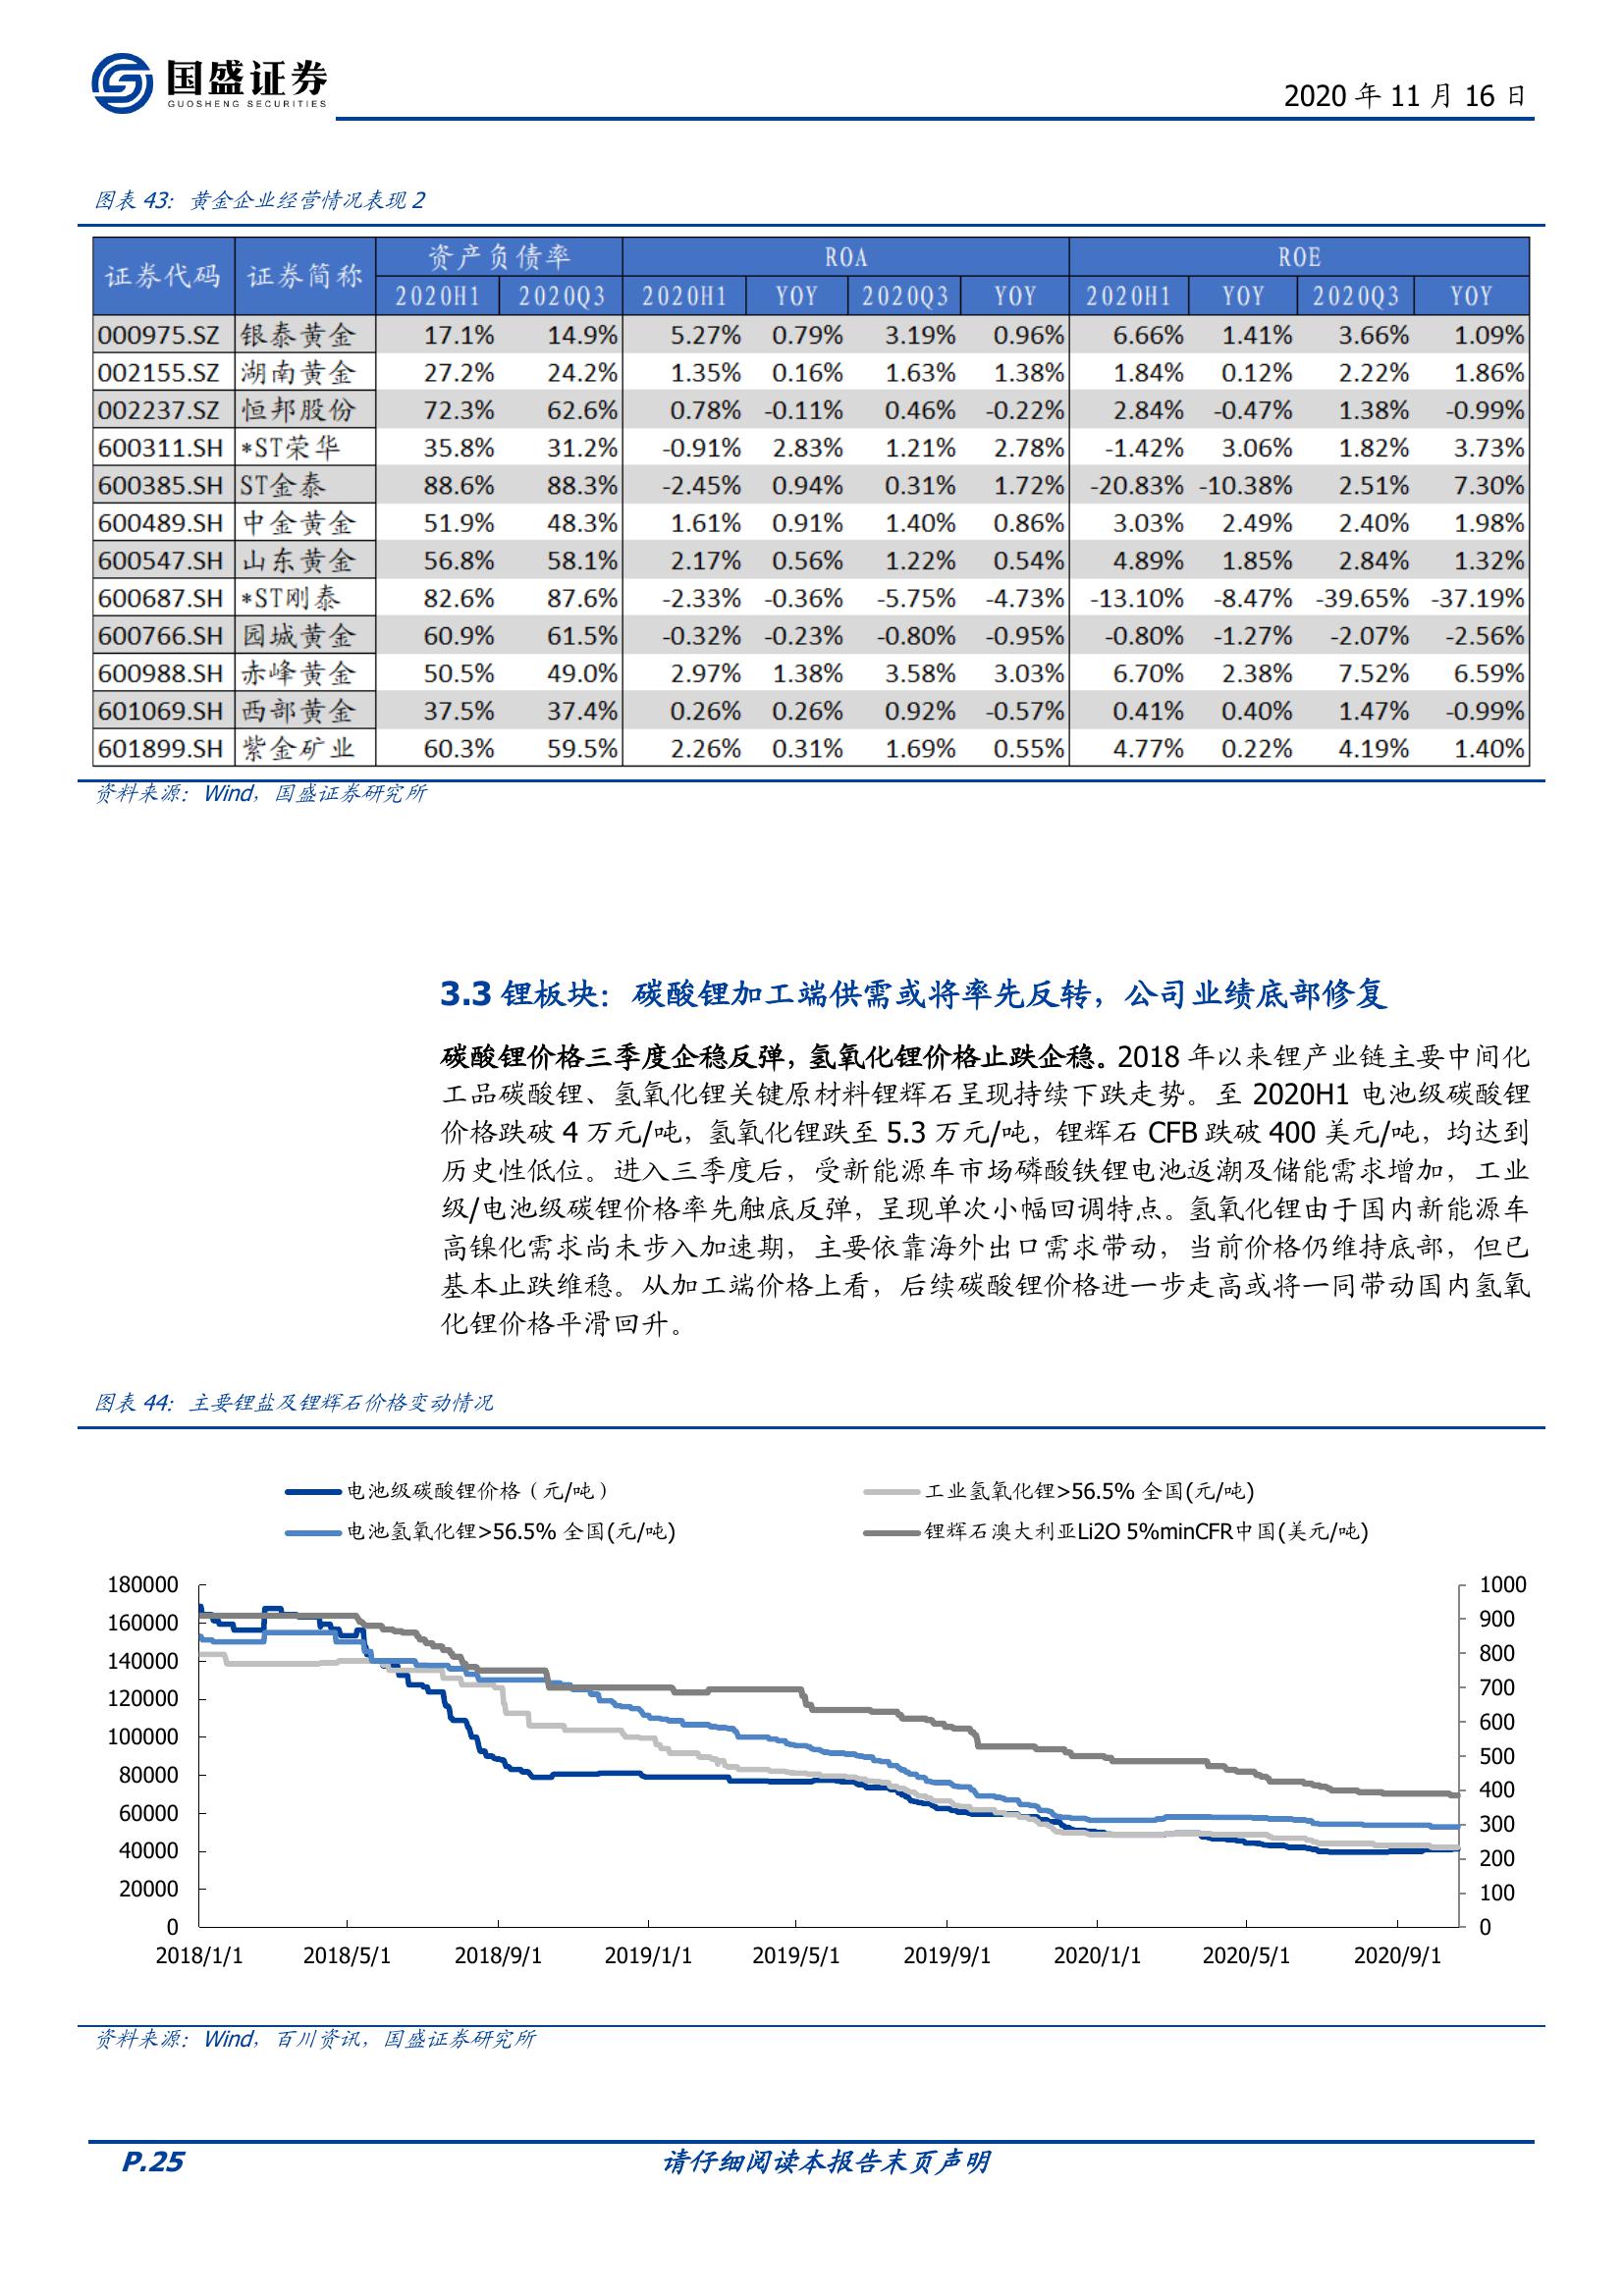 国盛证券
GUOSHENG SECURITIES
2020 年 11 月 16 日
图表 43：黄金企业经营情况表现 2
证券代码 证券简称 资产负债率 ROA ROE
2020H1 2020Q3 2020H1 YOY 2020Q3 YOY 2020H1 YOY 2020Q3 YOY
000975.SZ 银泰黄金 17.1% 14.9% 5.27% 0.79% 3.19% 0.96% 6.66% 1.41% 3.66% 1.09%
002155.SZ 湖南黄金 27.2% 24.2% 1.35% 0.16% 1.63% 1.38% 1.84% 0.12% 2.22% 1.86%
002237.SZ 恒邦股份 72.3% 62.6% 0.78% -0.11% 0.46% -0.22% 2.84% -0.47% 1.38% -0.99%
600311.SH *ST荣华 35.8% 31.2% -0.91% 2.83% 1.21% 2.78% -1.42% 3.06% 1.82% 3.73%
600385.SH ST金泰 88.6% 88.3% -2.45% 0.94% 0.31% 1.72% -20.83% -10.38% 2.51% 7.30%
600489.SH 中金黄金 51.9% 48.3% 1.61% 0.91% 1.40% 0.86% 3.03% 2.49% 2.40% 1.98%
600547.SH 山东黄金 56.8% 58.1% 2.17% 0.56% 1.22% 0.54% 4.89% 1.85% 2.84% 1.32%
600687.SH *ST刚泰 82.6% 87.6% -2.33% -0.36% -5.75% -4.73% -13.10% -8.47% -39.65% -37.19%
600766.SH 园城黄金 60.9% 61.5% -0.32% -0.23% -0.80% -0.95% -0.80% -1.27% -2.07% -2.56%
600988.SH 赤峰黄金 50.5% 49.0% 2.97% 1.38% 3.58% 3.03% 6.70% 2.38% 7.52% 6.59%
601069.SH 西部黄金 37.5% 37.4% 0.26% 0.26% 0.92% -0.57% 0.41% 0.40% 1.47% -0.99%
601899.SH 紫金矿业 60.3% 59.5% 2.26% 0.31% 1.69% 0.55% 4.77% 0.22% 4.19% 1.40%
资料来源：Wind，国盛证券研究所
3.3 锂板块：碳酸锂加工端供需或将率先反转，公司业绩底部修复
碳酸锂价格三季度企稳反弹，氢氧化锂价格止跌企稳。2018 年以来锂产业链主要中间化
工品碳酸锂、氢氧化锂关键原材料锂辉石呈现持续下跌走势。至 2020H1 电池级碳酸锂
价格跌破 4 万元/吨，氢氧化锂跌至 5.3 万元/吨，锂辉石 CFB 跌破 400 美元/吨，均达到
历史性低位。进入三季度后，受新能源车市场磷酸铁锂电池返潮及储能需求增加，工业
级/电池级碳锂价格率先触底反弹，呈现单次小幅回调特点。氢氧化锂由于国内新能源车
高镍化需求尚未步入加速期，主要依靠海外出口需求带动，当前价格仍维持底部，但已
基本止跌维稳。从加工端价格上看，后续碳酸锂价格进一步走高或将一同带动国内氢氧
化锂价格平滑回升。
图表 44：主要锂盐及锂辉石价格变动情况
电池级碳酸锂价格（元/吨） 工业氢氧化锂>56.5% 全国(元/吨)
电池氢氧化锂>56.5% 全国(元/吨) 锂辉石澳大利亚Li2O 5%minCFR中国(美元/吨)
180000 1000
160000 900
140000 800
120000 700
100000 600
80000 500
60000 400
40000 300
20000 200
0 100
0
2018/1/1 2018/5/1 2018/9/1 2019/1/1 2019/5/1 2019/9/1 2020/1/1 2020/5/1 2020/9/1
资料来源：Wind，百川资讯，国盛证券研究所
P.25 请仔细阅读本报告末页声明